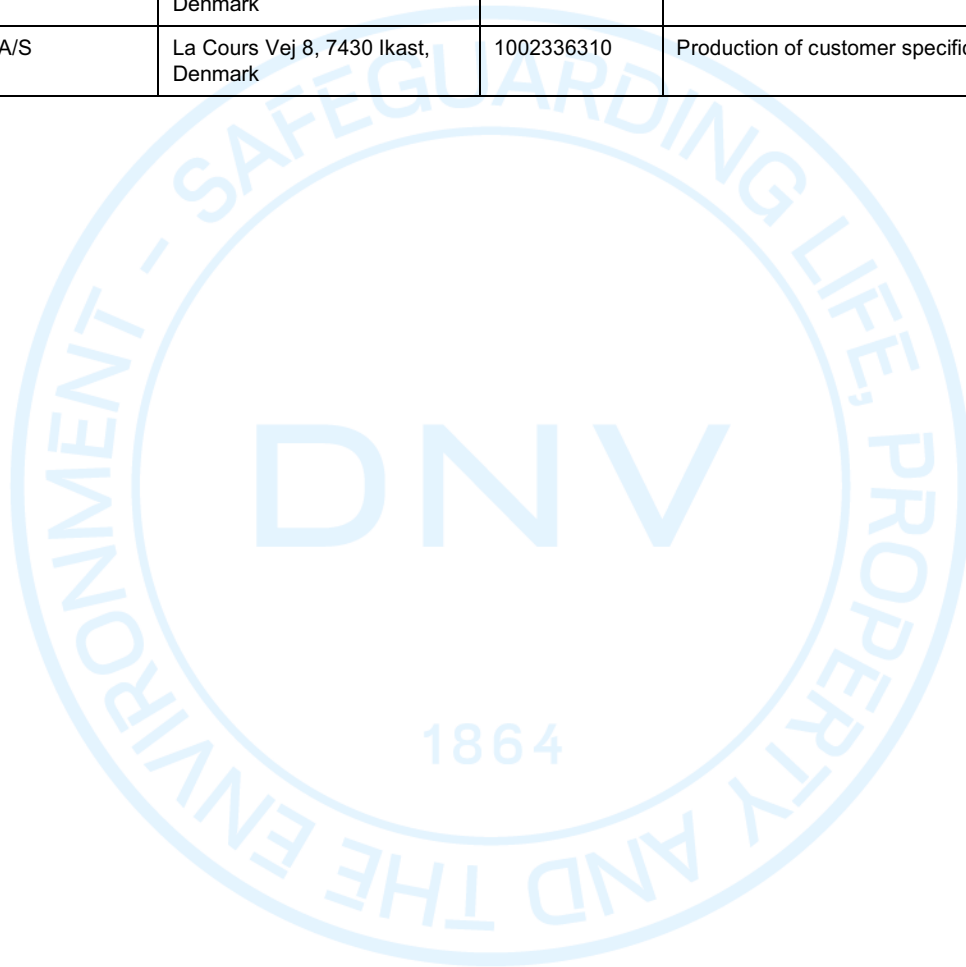 Denmark
A/S La Cours Vej 8, 7430 Ikast, 1002336310 Production of customer specific
Denmark
SAFEGUARDING LIFE, PROPERTY AND THE ENVIRONMENT -
DNV
1864